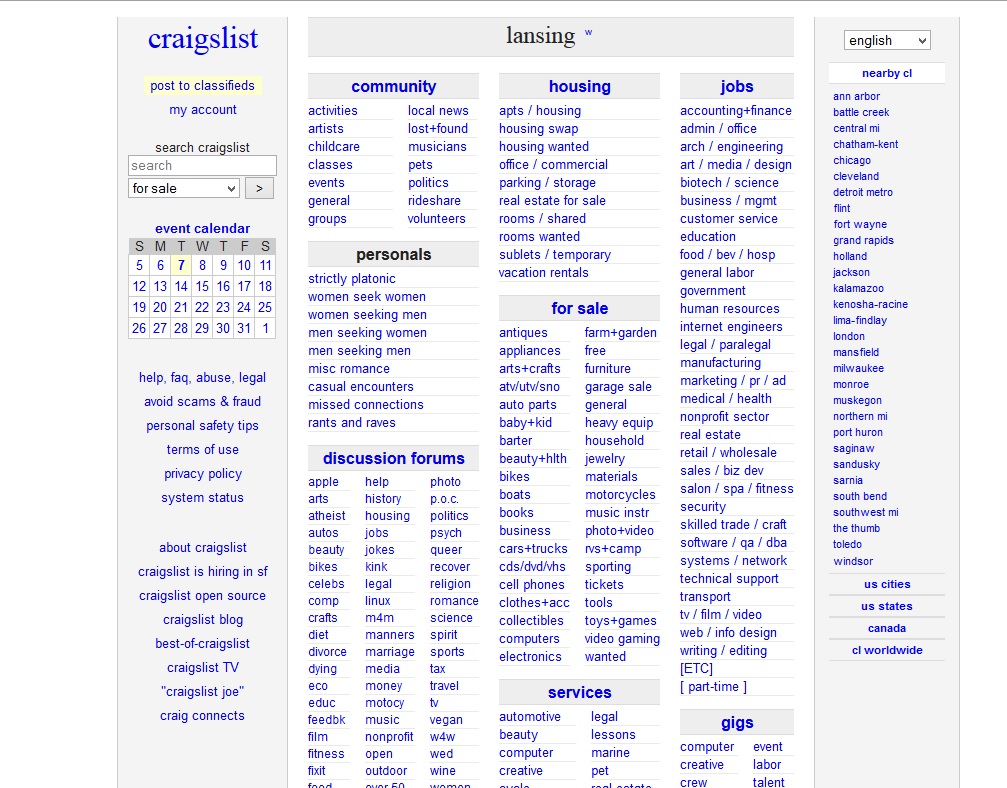 craigslist
post to classifieds
my account
search craigslist
search
for sale
>
event calendar
S M T W T F S
5 6 7 8 9 10 11
12 13 14 15 16 17 18
19 20 21 22 23 24 25
26 27 28 29 30 31 1
help, faq, abuse, legal
avoid scams & fraud
personal safety tips
terms of use
privacy policy
system status
about craigslist
craigslist is hiring in sf
craigslist open source
craigslist blog
best-of-craigslist
craigslist TV
"craigslist joe"
craig connects
lansing w
community
activities local news
artists lost+found
childcare musicians
classes pets
events politics
general rideshare
groups volunteers
personals
strictly platonic
women seek women
women seeking men
men seeking women
men seeking men
misc romance
casual encounters
missed connections
rants and raves
discussion forums
apple help photo
arts history p.o.c.
atheist housing politics
autos jobs psych
beauty jokes queer
bikes kink recover
celebs legal religion
comp linux romance
crafts m4m science
diet manners spirit
divorce marriage sports
dying media tax
eco money travel
educ motocy tv
feedbk music vegan
film nonprofit w4w
fitness open wed
fixit outdoor wine
food over 50 women
housing
apts / housing
housing swap
housing wanted
office / commercial
parking / storage
real estate for sale
rooms / shared
rooms wanted
sublets / temporary
vacation rentals
for sale
antiques farm+garden
appliances free
arts+crafts furniture
atv/utv/sno garage sale
auto parts general
baby+kid heavy equip
barter household
beauty+hlth jewelry
bikes materials
boats motorcycles
books music instr
business photo+video
cars+trucks rvs+camp
cds/dvd/vhs sporting
cell phones tickets
clothes+acc tools
collectibles toys+games
computers video gaming
electronics wanted
services
automotive legal
beauty lessons
computer marine
creative pet
cycle real estate
jobs
accounting+finance
admin / office
arch / engineering
art / media / design
biotech / science
business / mgmt
customer service
education
food / bev / hosp
general labor
government
human resources
internet engineers
legal / paralegal
manufacturing
marketing / pr / ad
medical / health
nonprofit sector
real estate
retail / wholesale
sales / biz dev
salon / spa / fitness
security
skilled trade / craft
software / qa / dba
systems / network
technical support
transport
tv / film / video
web / info design
writing / editing
[ETC]
[ part-time ]
gigs
computer event
creative labor
crew talent
english
nearby cl
ann arbor
battle creek
central mi
chatham-kent
chicago
cleveland
detroit metro
flint
fort wayne
grand rapids
holland
jackson
kalamazoo
kenosha-racine
lima-findlay
london
mansfield
milwaukee
monroe
muskegon
northern mi
port huron
saginaw
sandusky
sarnia
south bend
southwest mi
the thumb
toledo
windsor
us cities
us states
canada
cl worldwide